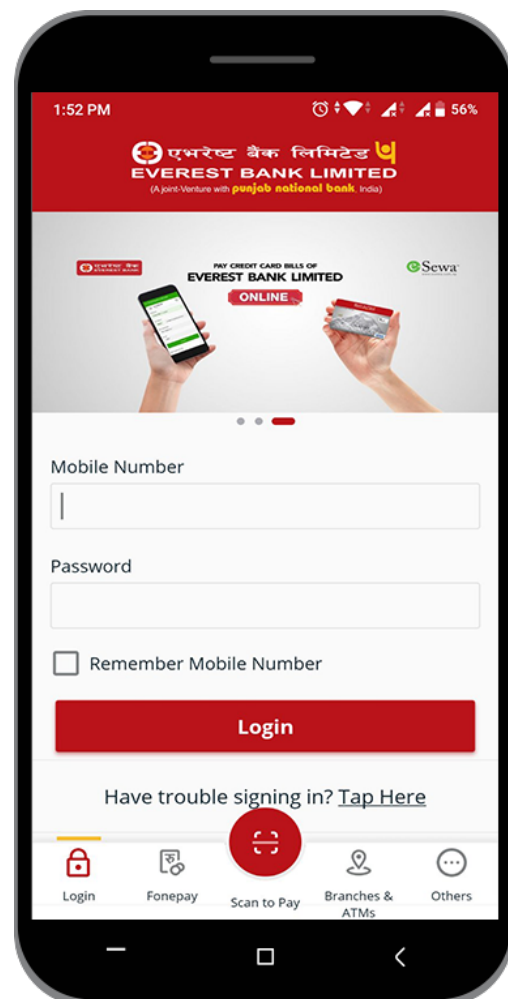 1:52 PM
56%
एभरेष्ट बैंक लिमिटेड
EVEREST BANK LIMITED
(A joint-Venture with punjab national bank, India)
PAY CREDIT CARD BILLS OF
EVEREST BANK LIMITED
ONLINE
eSewa
Mobile Number
Password
Remember Mobile Number
Login
Have trouble signing in? Tap Here
Login
Fonepay
Scan to Pay
Branches & ATMs
Others